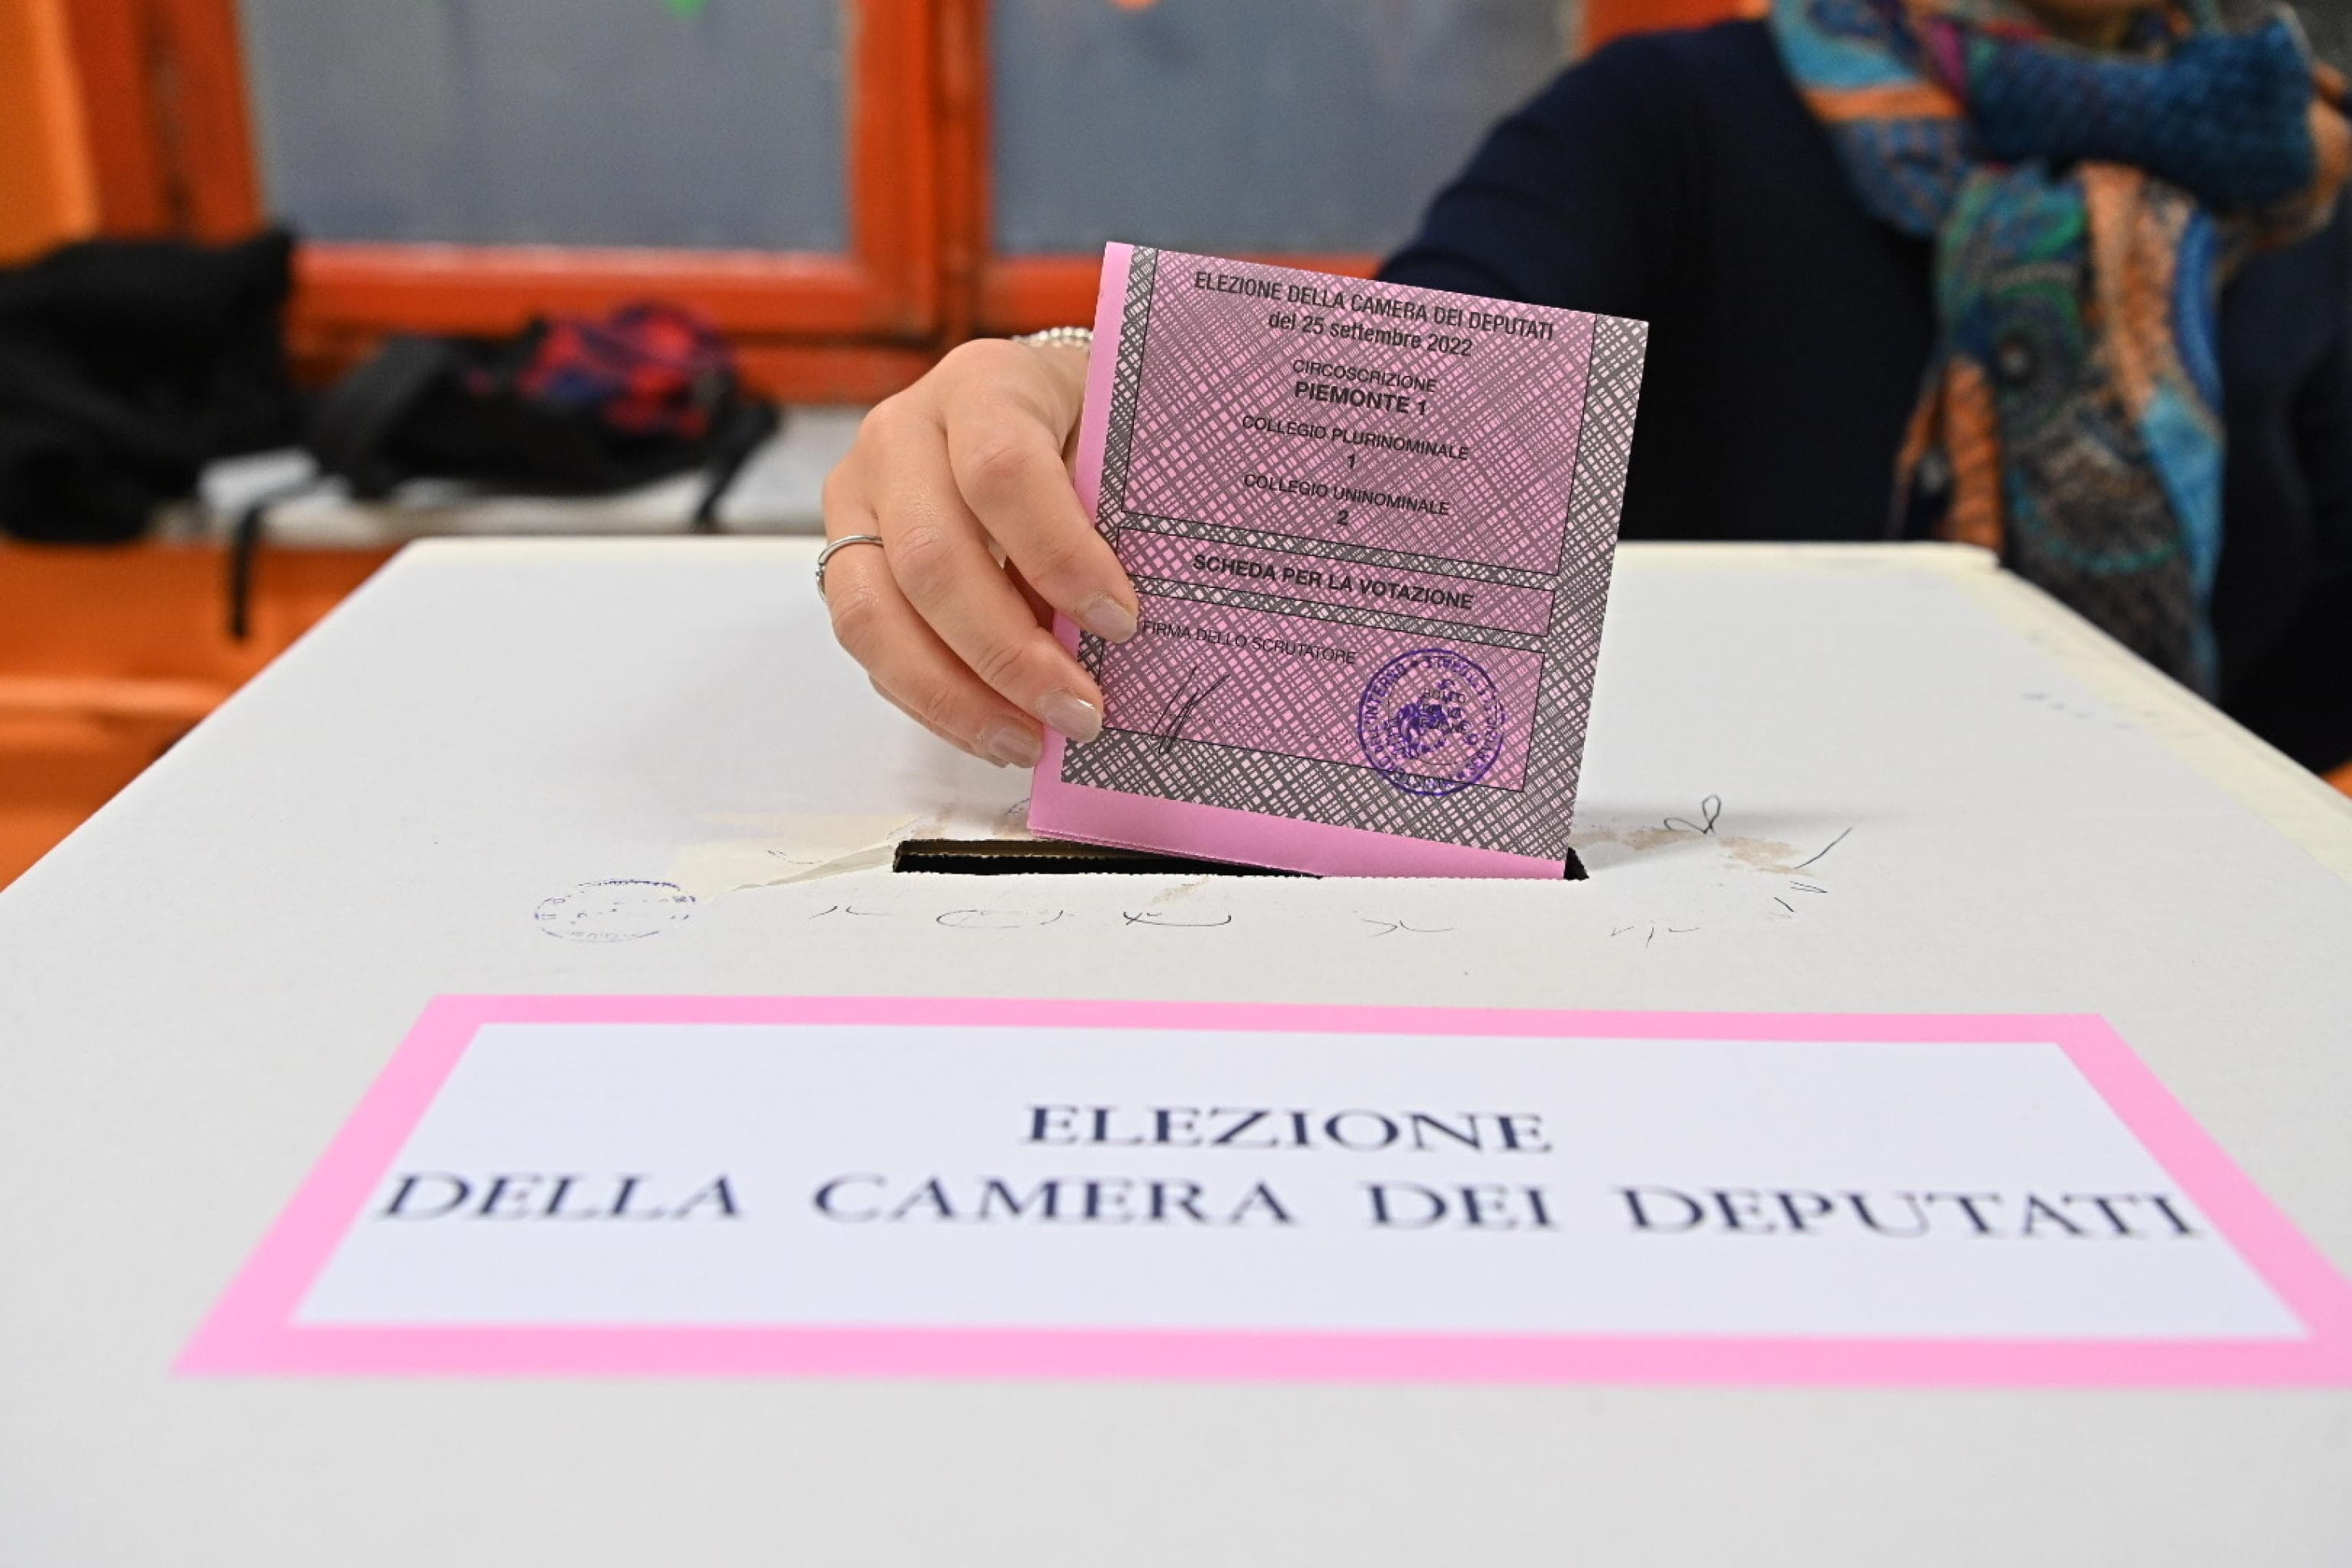 ELEZIONE DELLA CAMERA DEI DEPUTATI
del 25 settembre 2022
CIRCOSCRIZIONE
PIEMONTE 1
COLLEGIO PLURINOMINALE
1
COLLEGIO UNINOMINALE
2
SCHEDA PER LA VOTAZIONE
FIRMA DELLO SCRUTATORE
ELEZIONE
DELLA CAMERA DEI DEPUTATI